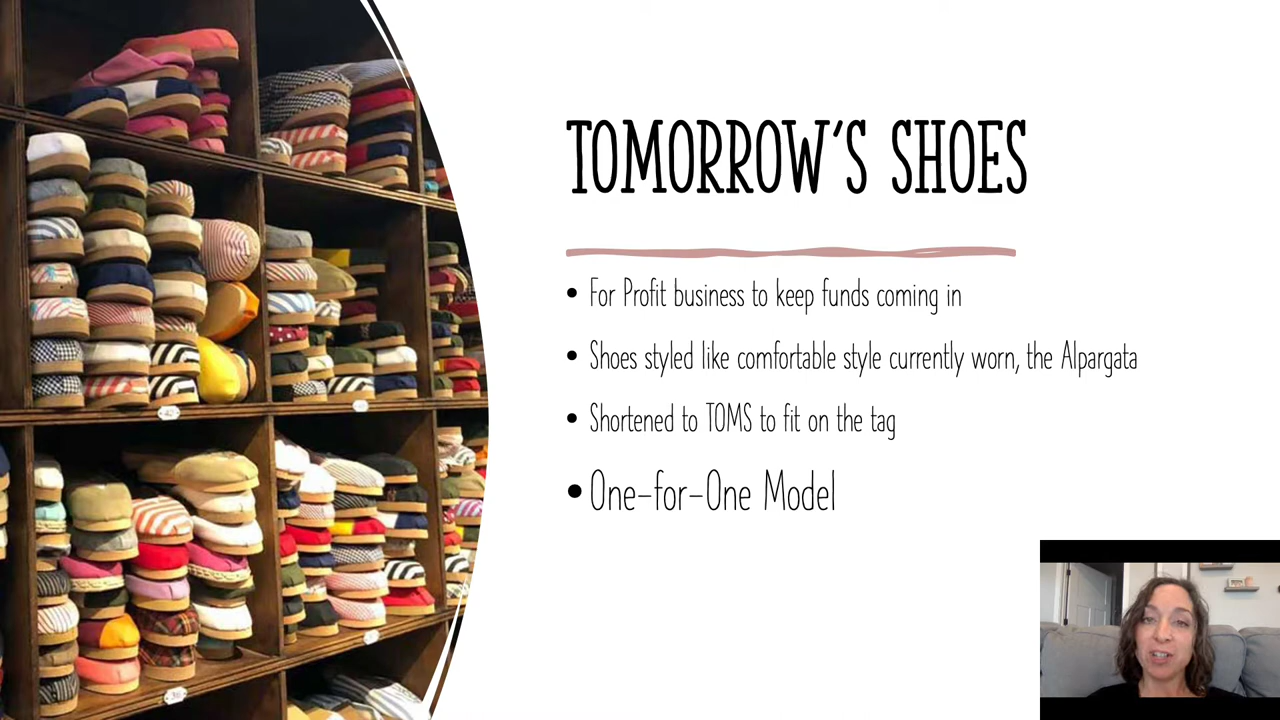 TOMORROW'S SHOES
• For Profit business to keep funds coming in
• Shoes styled like comfortable style currently worn, the Alpargata
• Shortened to TOMS to fit on the tag
• One-for-One Model